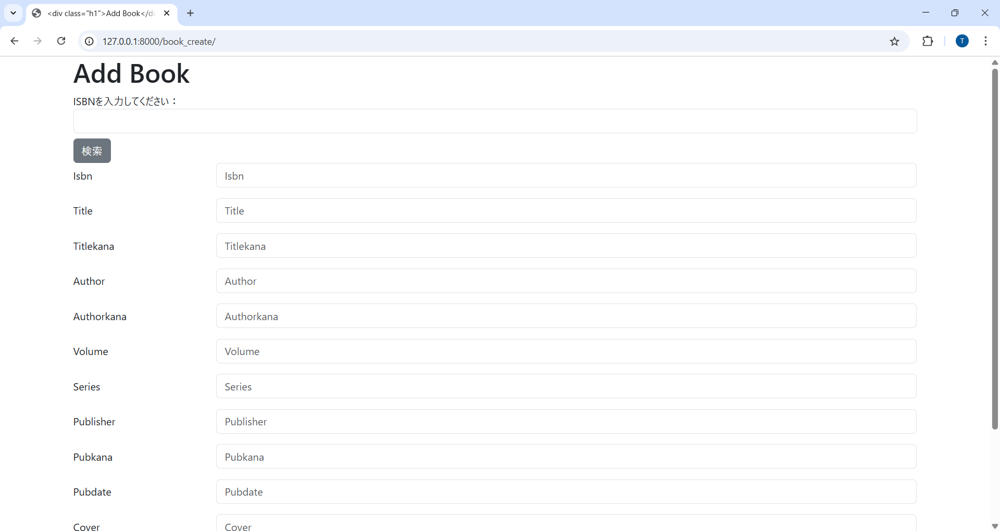 <div class="h1">Add Book</di
127.0.0.1:8000/book_create/
T
Add Book
ISBNを入力してください：
検索
Isbn Isbn
Title Title
Titlekana Titlekana
Author Author
Authorkana Authorkana
Volume Volume
Series Series
Publisher Publisher
Pubkana Pubkana
Pubdate Pubdate
Cover Cover